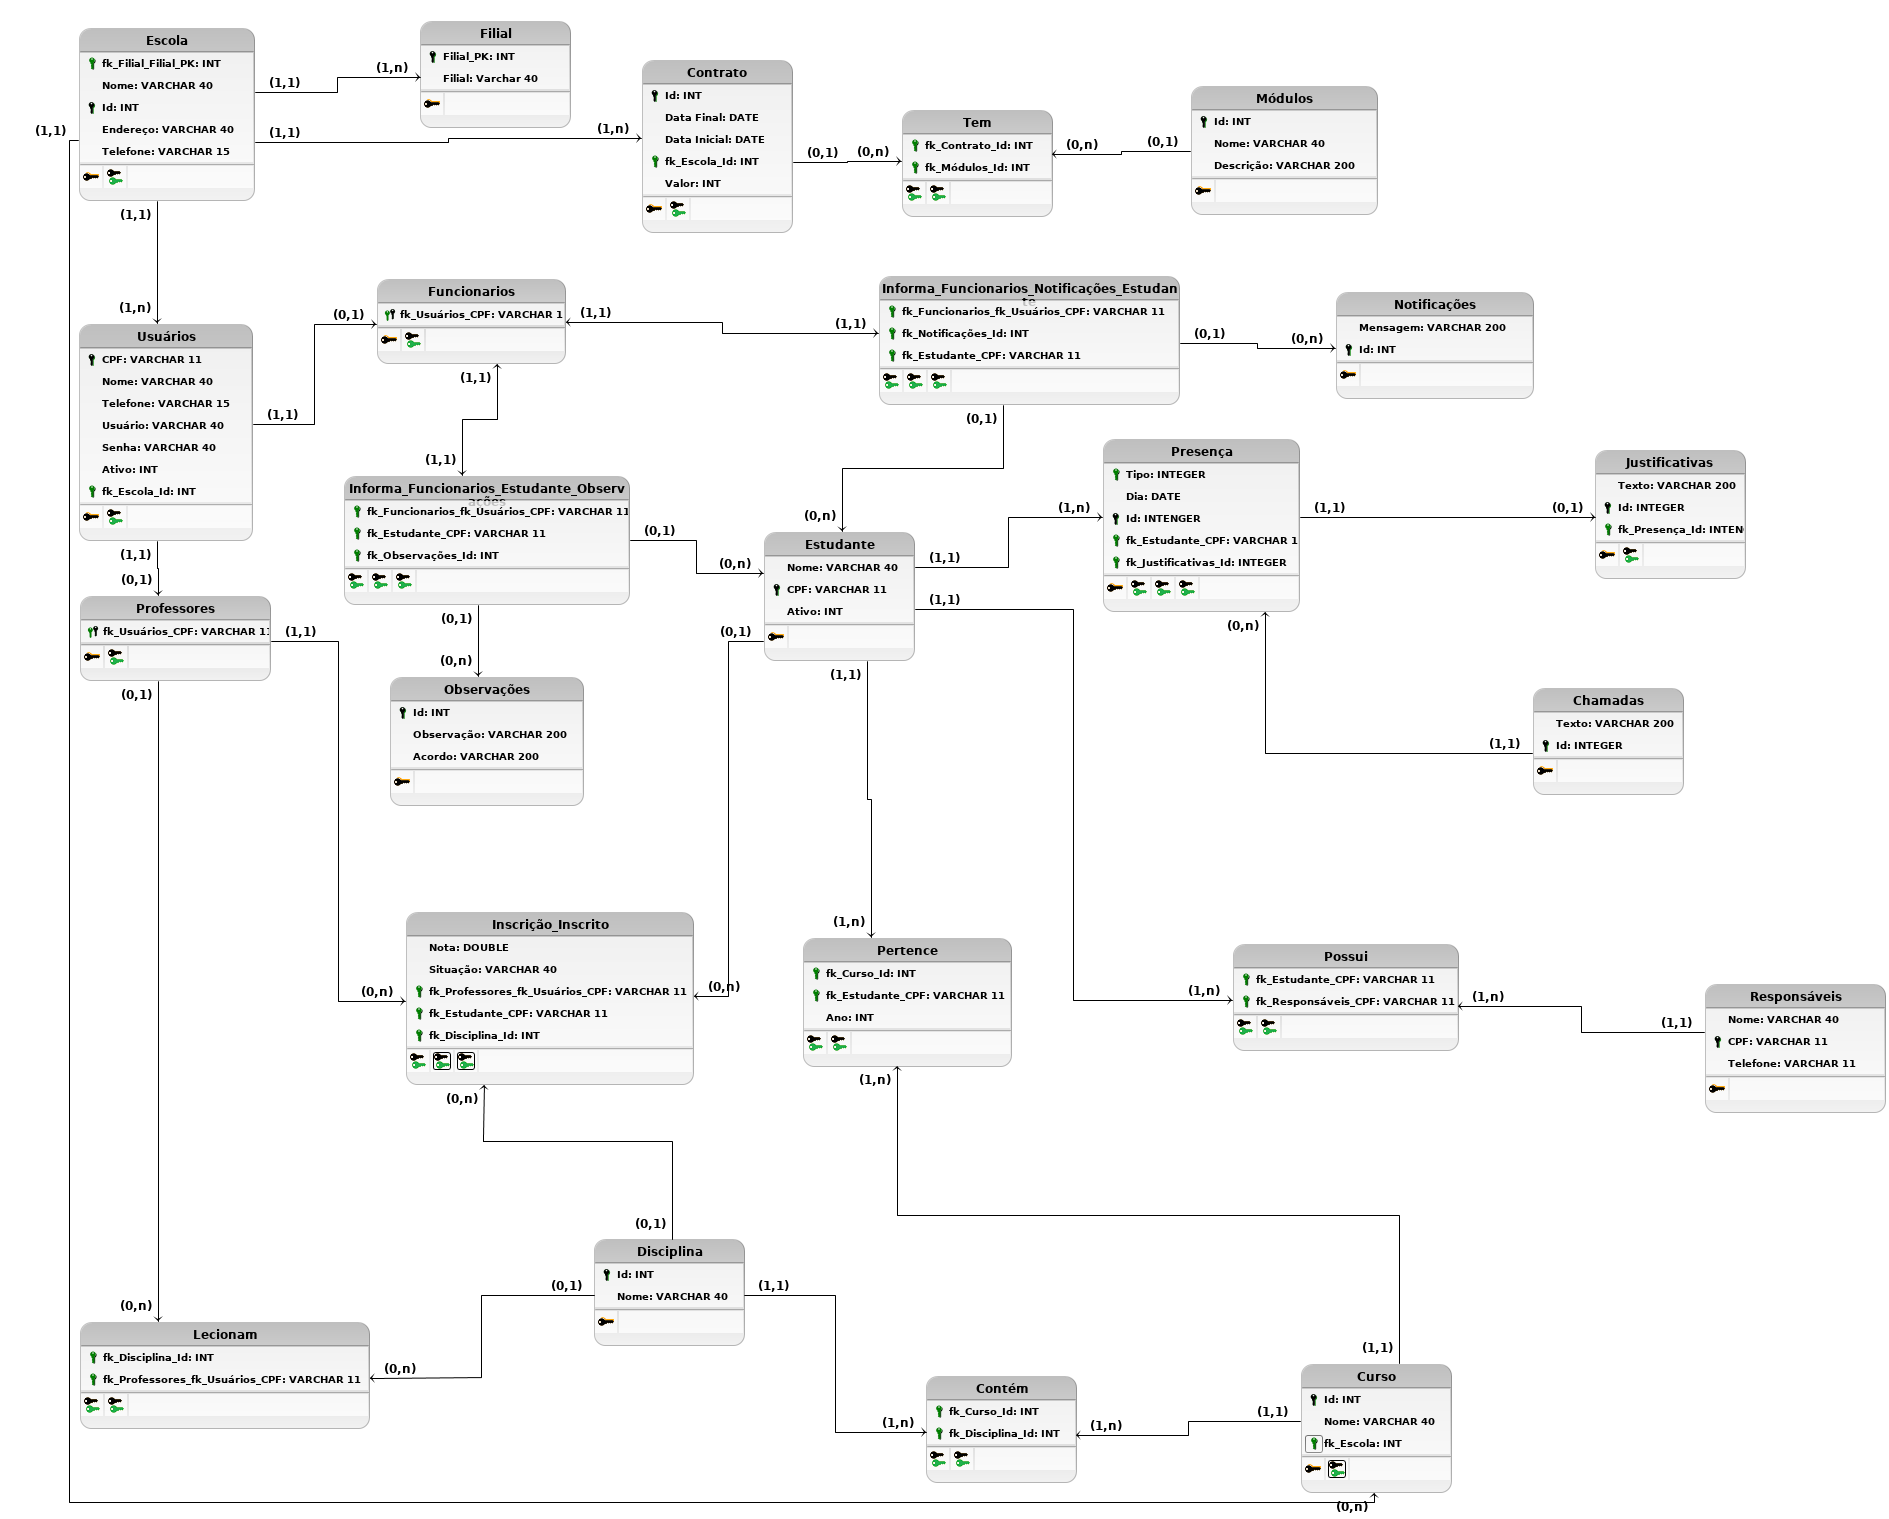 Escola
fk_Filial_Filial_PK: INT
Nome: VARCHAR 40
Id: INT
Endereço: VARCHAR 40
Telefone: VARCHAR 15
(1,1)
(1,n)
(1,1)
(1,n)
(1,1)
(1,1)
(1,n)
Filial
Filial_PK: INT
Filial: Varchar 40
Contrato
Id: INT
Data Final: DATE
Data Inicial: DATE
fk_Escola_Id: INT
Valor: INT
(0,1)
(0,n)
Tem
fk_Contrato_Id: INT
fk_Módulos_Id: INT
(0,n)
(0,1)
Módulos
Id: INT
Nome: VARCHAR 40
Descrição: VARCHAR 200
Usuários
CPF: VARCHAR 11
Nome: VARCHAR 40
Telefone: VARCHAR 15
Usuário: VARCHAR 40
Senha: VARCHAR 40
Ativo: INT
fk_Escola_Id: INT
(1,1)
(0,1)
(1,1)
(0,1)
Funcionarios
fk_Usuários_CPF: VARCHAR 1
(1,1)
(1,1)
(1,1)
(1,1)
Informa_Funcionarios_Notificações_Estudan
te
fk_Funcionarios_fk_Usuários_CPF: VARCHAR 11
fk_Notificações_Id: INT
fk_Estudante_CPF: VARCHAR 11
(0,1)
(0,n)
(0,1)
(0,n)
Notificações
Mensagem: VARCHAR 200
Id: INT
Informa_Funcionarios_Estudante_Observ
ações
fk_Funcionarios_fk_Usuários_CPF: VARCHAR 11
fk_Estudante_CPF: VARCHAR 11
fk_Observações_Id: INT
(0,1)
(0,n)
(0,1)
(0,n)
Estudante
Nome: VARCHAR 40
CPF: VARCHAR 11
Ativo: INT
(1,1)
(1,n)
(1,1)
(0,1)
(1,1)
Presença
Tipo: INTEGER
Dia: DATE
Id: INTENGER
fk_Estudante_CPF: VARCHAR 1
fk_Justificativas_Id: INTEGER
(1,1)
(0,1)
(0,n)
Justificativas
Texto: VARCHAR 200
Id: INTEGER
fk_Presença_Id: INTEN
Professores
fk_Usuários_CPF: VARCHAR 11
(1,1)
(0,1)
Observações
Id: INT
Observação: VARCHAR 200
Acordo: VARCHAR 200
Chamadas
Texto: VARCHAR 200
Id: INTEGER
(1,1)
Inscrição_Inscrito
Nota: DOUBLE
Situação: VARCHAR 40
fk_Professores_fk_Usuários_CPF: VARCHAR 11
fk_Estudante_CPF: VARCHAR 11
fk_Disciplina_Id: INT
(0,n)
(0,n)
(0,n)
(1,n)
Pertence
fk_Curso_Id: INT
fk_Estudante_CPF: VARCHAR 11
Ano: INT
(1,n)
(1,n)
Possui
fk_Estudante_CPF: VARCHAR 11
fk_Responsáveis_CPF: VARCHAR 11
(1,n)
(1,1)
Responsáveis
Nome: VARCHAR 40
CPF: VARCHAR 11
Telefone: VARCHAR 11
(0,1)
Disciplina
Id: INT
Nome: VARCHAR 40
(0,1)
(1,1)
(0,n)
Lecionam
fk_Disciplina_Id: INT
fk_Professores_fk_Usuários_CPF: VARCHAR 11
(0,n)
(1,n)
Contém
fk_Curso_Id: INT
fk_Disciplina_Id: INT
(1,n)
(1,1)
(1,1)
Curso
Id: INT
Nome: VARCHAR 40
fk_Escola: INT
(0,n)